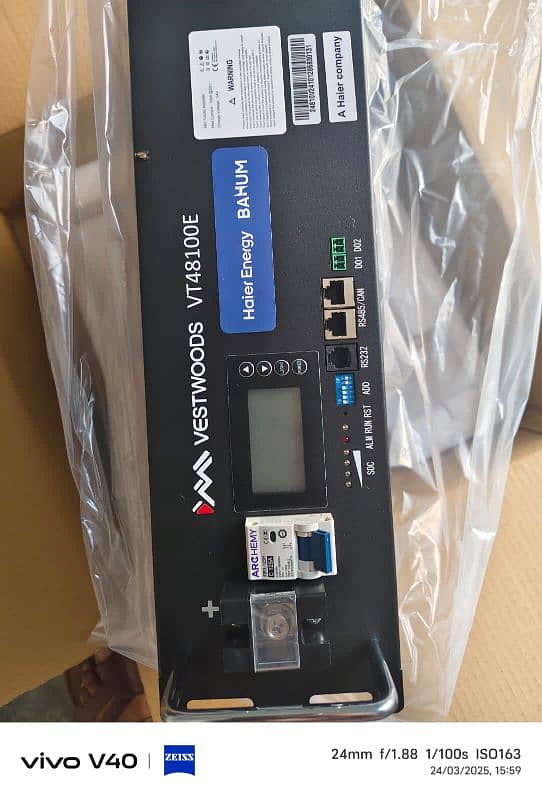 WARNING
24810V24101286300131
A Haier company
Haier Energy BAHUM
VESTWOODS VT48100E
DO1 DO2
RS485/CAN
RS232
ADD
ALM RUN RST
SOC
ARCHEMY
+
vivo V40
ZEISS
24mm f/1.88 1/100s ISO163
24/03/2025, 15:59